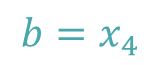 b = x₄